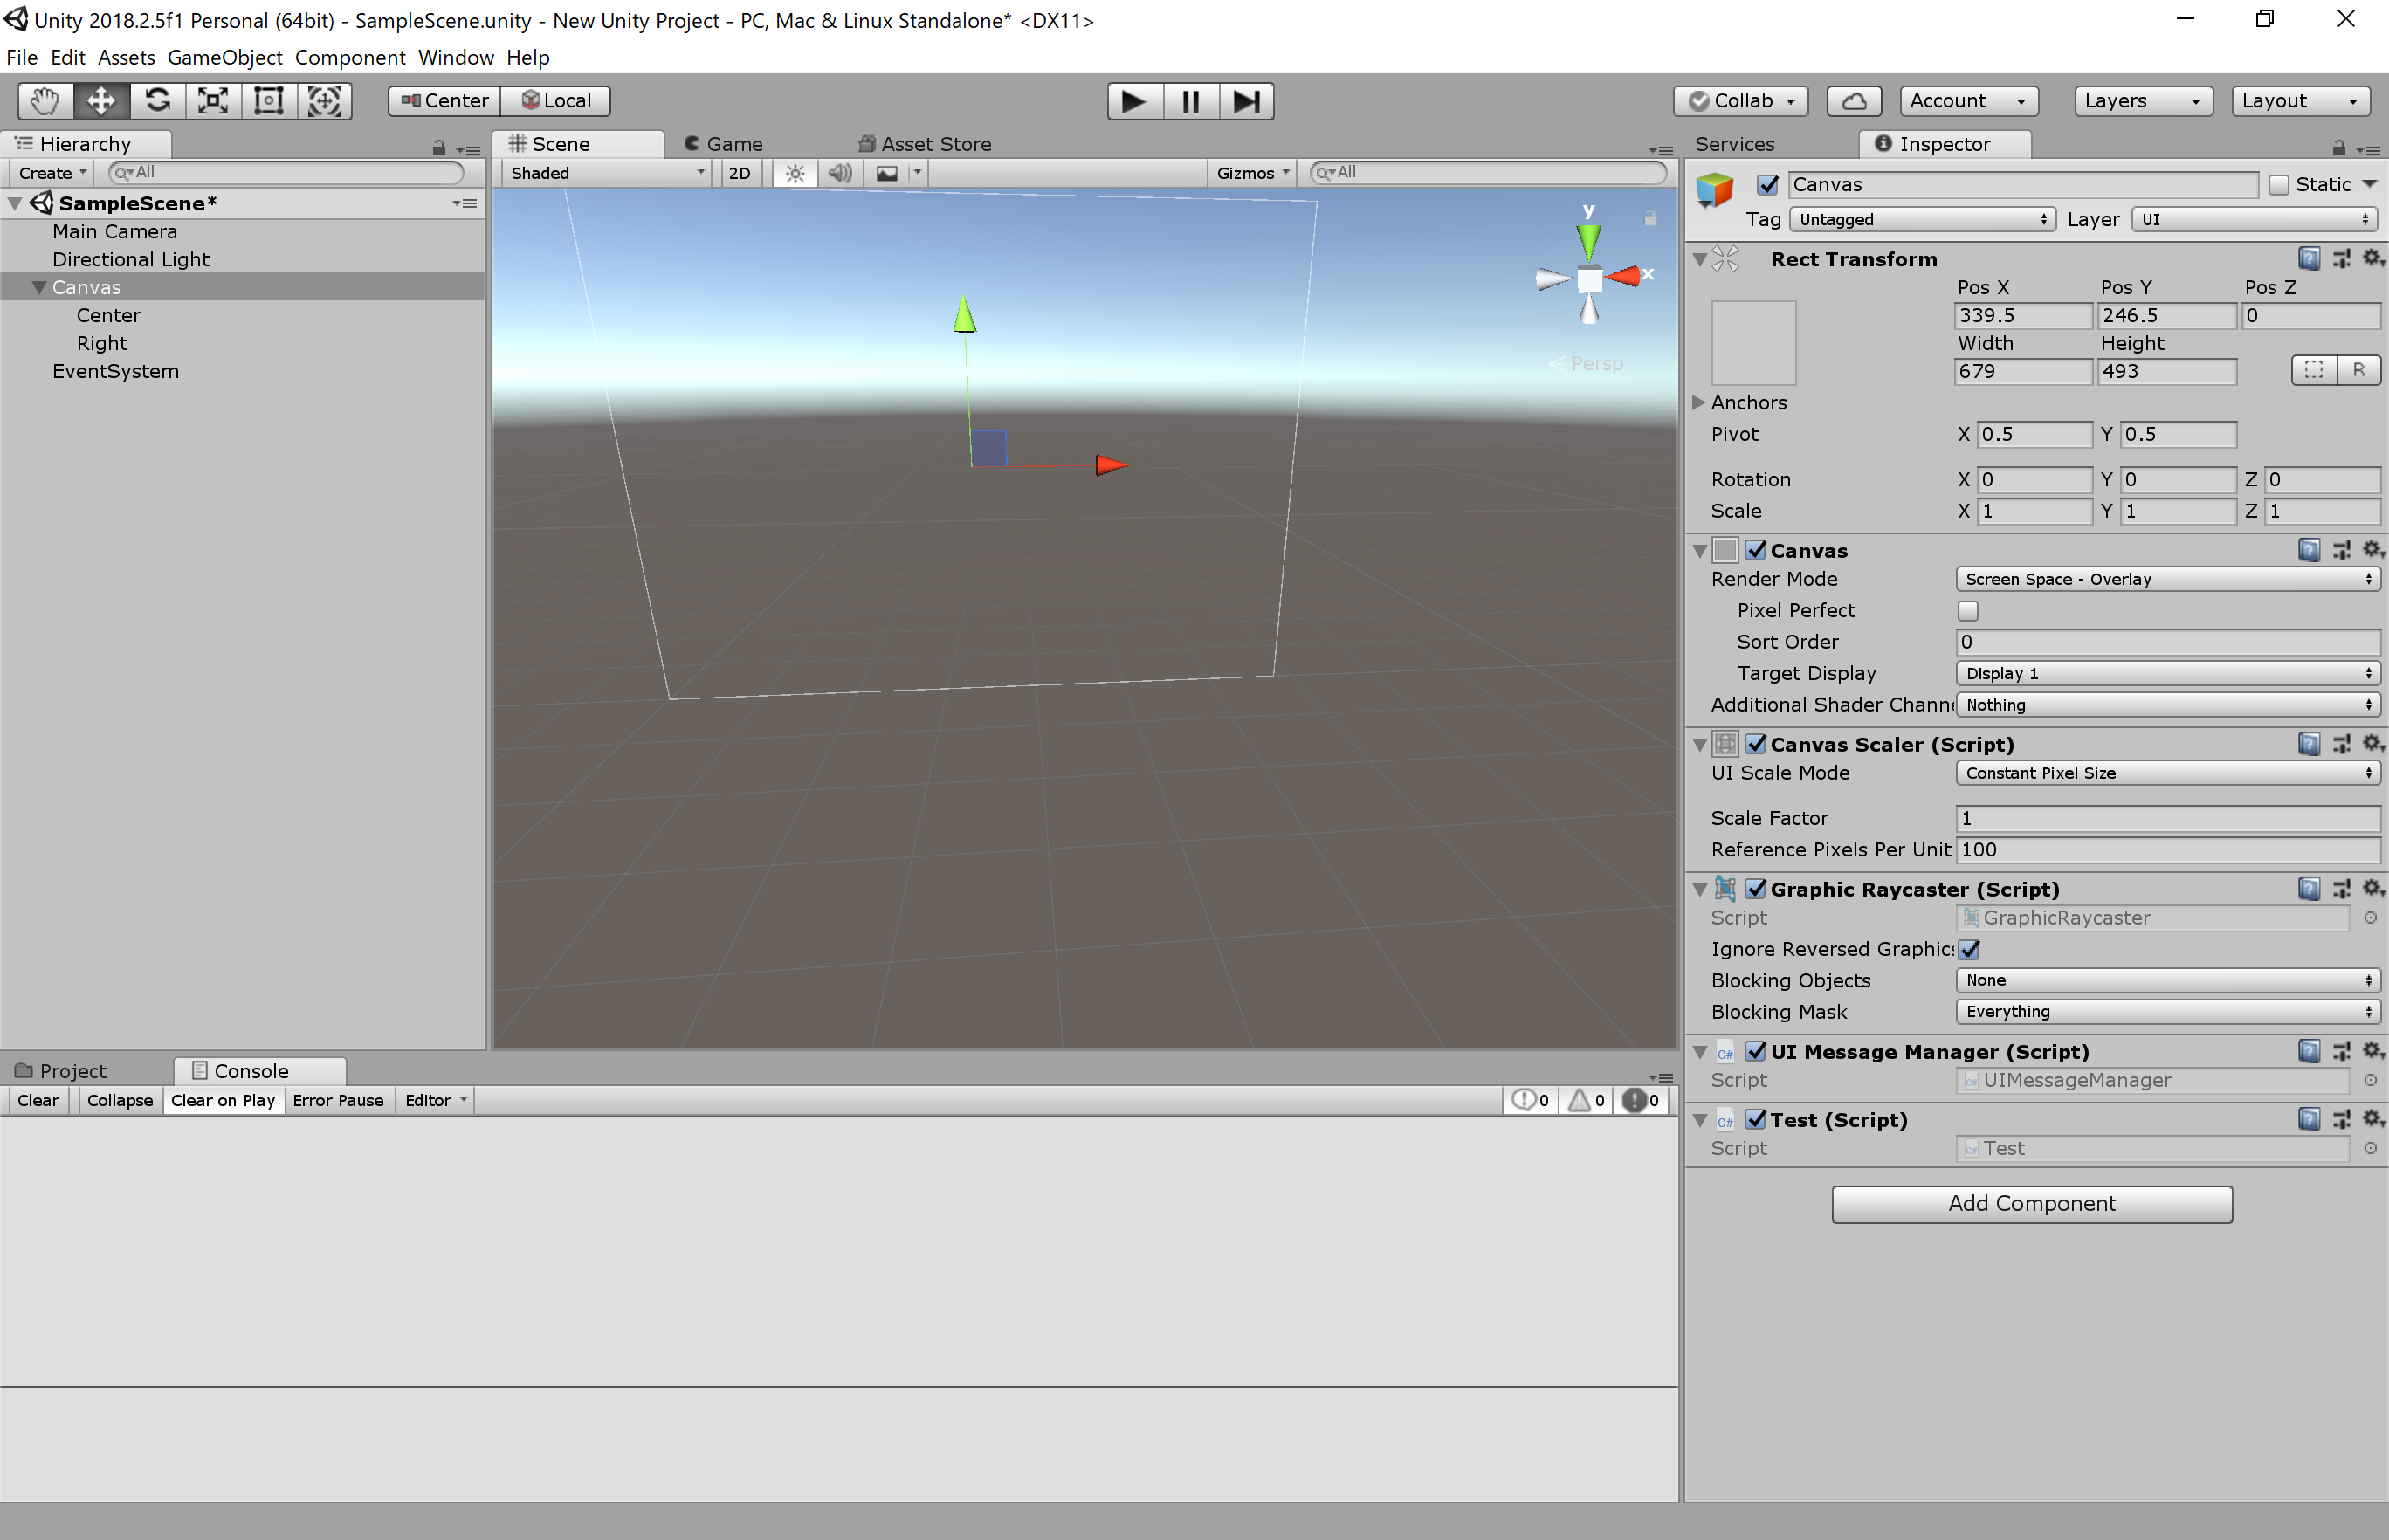 Unity 2018.2.5f1 Personal (64bit) - SampleScene.unity - New Unity Project - PC, Mac & Linux Standalone* <DX11>
File Edit Assets GameObject Component Window Help
Center Local
Collab Account Layers Layout
Hierarchy
Create All
SampleScene*
Main Camera
Directional Light
Canvas
Center
Right
EventSystem
Scene Game Asset Store
Shaded 2D Gizmos All
y
x
Persp
Services Inspector
Canvas Static
Tag Untagged Layer UI
Rect Transform
Pos X Pos Y Pos Z
339.5 246.5 0
Width Height
679 493 R
Anchors
Pivot X 0.5 Y 0.5
Rotation X 0 Y 0 Z 0
Scale X 1 Y 1 Z 1
Canvas
Render Mode Screen Space - Overlay
Pixel Perfect
Sort Order 0
Target Display Display 1
Additional Shader Channe Nothing
Canvas Scaler (Script)
UI Scale Mode Constant Pixel Size
Scale Factor 1
Reference Pixels Per Unit 100
Graphic Raycaster (Script)
Script GraphicRaycaster
Ignore Reversed Graphics
Blocking Objects None
Blocking Mask Everything
C# UI Message Manager (Script)
Script UIMessageManager
C# Test (Script)
Script Test
Add Component
Project Console
Clear Collapse Clear on Play Error Pause Editor 0 0 0